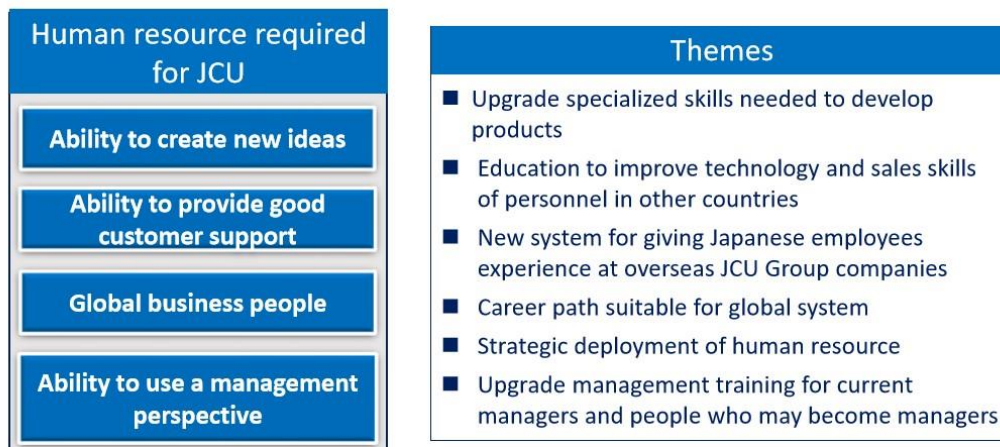 Human resource required
for JCU
Ability to create new ideas
Ability to provide good
customer support
Global business people
Ability to use a management
perspective
Themes
■ Upgrade specialized skills needed to develop
products
■ Education to improve technology and sales skills
of personnel in other countries
■ New system for giving Japanese employees
experience at overseas JCU Group companies
■ Career path suitable for global system
■ Strategic deployment of human resource
■ Upgrade management training for current
managers and people who may become managers